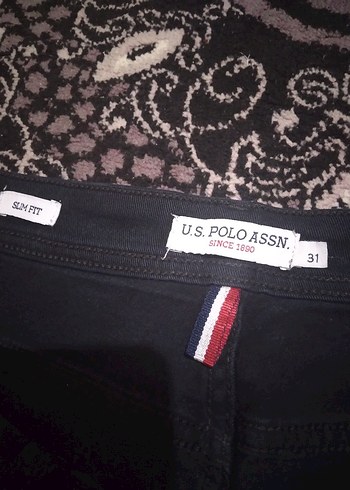 SLIM FIT
U.S. POLO ASSN.
SINCE 1890
31